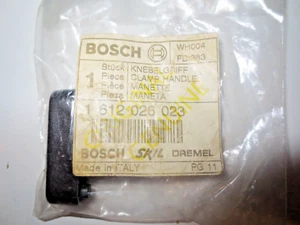 BOSCH
WH004
1
Stück KNEBELGRIFF
Piece CLAMP HANDLE
Pièce MANETTE
Pieza MANETA
1 612 026 023
BOSCH SKIL DREMEL
Made in ITALY
PG 11